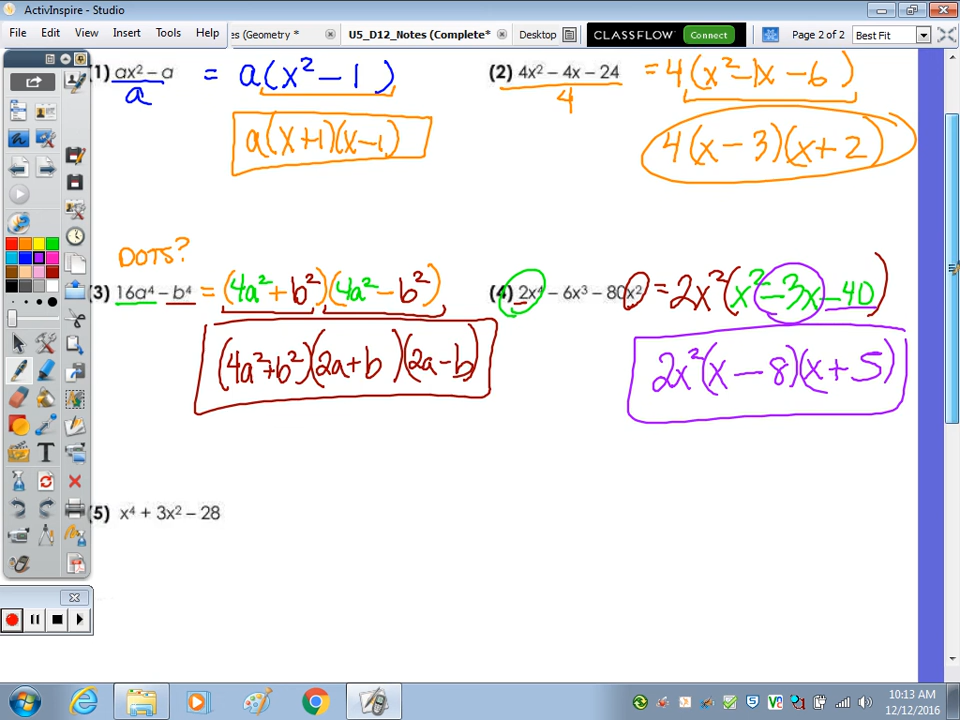 ActivInspire - Studio
File Edit View Insert Tools Help
es (Geometry * U5_D12_Notes (Complete* Desktop CLASSFLOW Connect Page 2 of 2 Best Fit
(1) ax² – a = a(x² – 1)
a
a(x+1)(x–1)
(2) 4x² – 4x – 24 = 4(x² – 1x – 6)
4
4(x – 3)(x + 2)
DOTS?
(3) 16a⁴ – b⁴ = (4a² + b²)(4a² – b²)
(4a²+b²)(2a+b)(2a–b)
(4) 2x⁴ – 6x³ – 80x² = 2x²(x² – 3x – 40)
2x²(x – 8)(x + 5)
(5) x⁴ + 3x² – 28
10:13 AM
12/12/2016